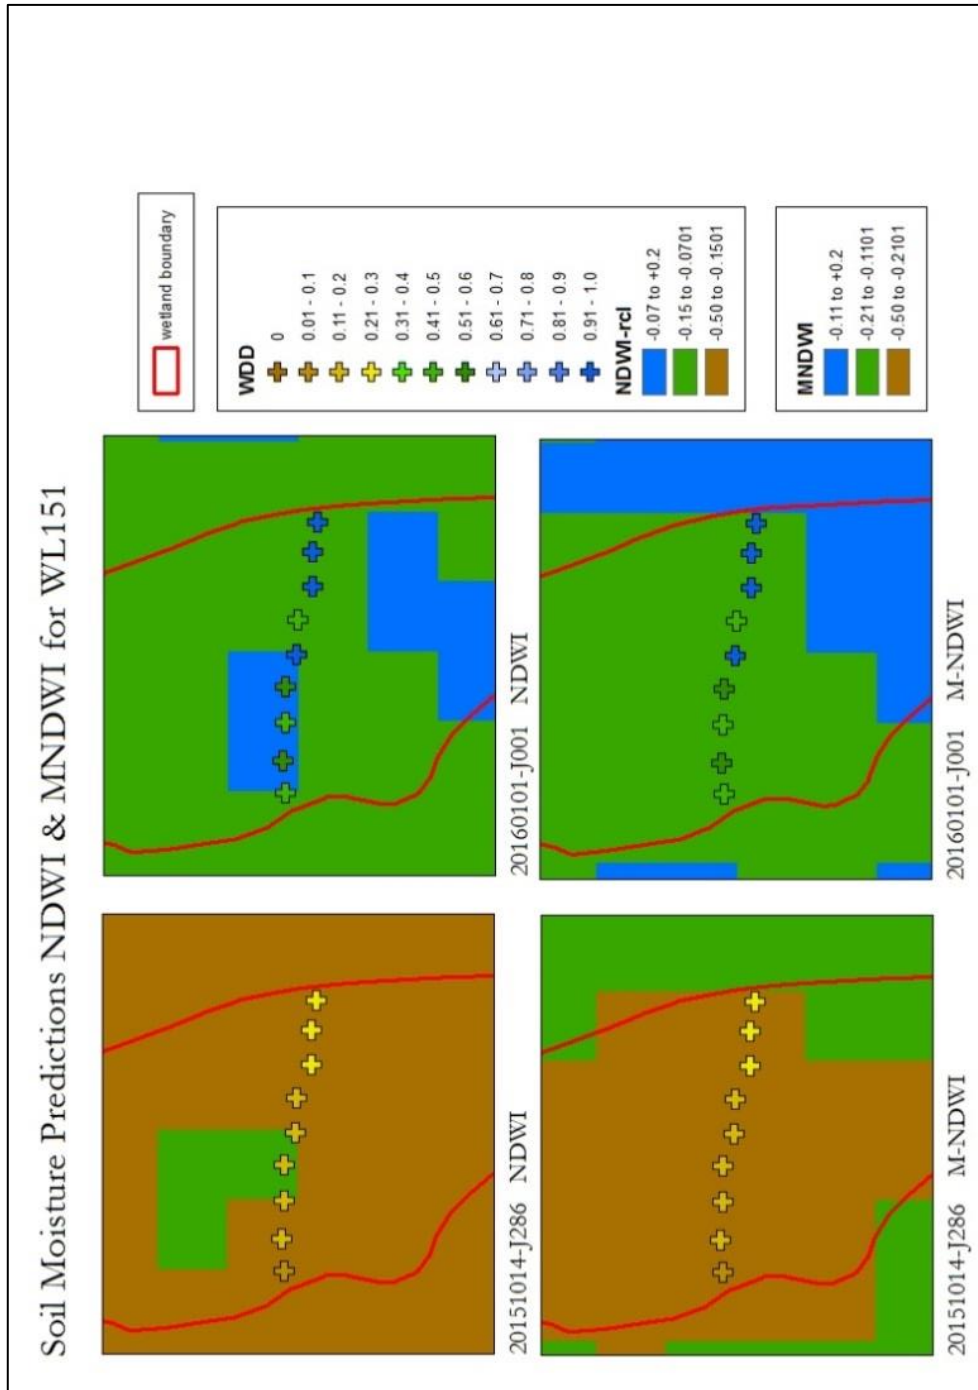 Soil Moisture Predictions NDWI & MNDWI for WL151
20151014-J286 NDWI
20160101-J001 NDWI
20151014-J286 M-NDWI
20160101-J001 M-NDWI
wetland boundary
WDD
0
0.01 - 0.1
0.11 - 0.2
0.21 - 0.3
0.31 - 0.4
0.41 - 0.5
0.51 - 0.6
0.61 - 0.7
0.71 - 0.8
0.81 - 0.9
0.91 - 1.0
NDWI-rcl
-0.07 to +0.2
-0.15 to -0.0701
-0.50 to -0.1501
MNDWI
-0.11 to +0.2
-0.21 to -0.1101
-0.50 to -0.2101